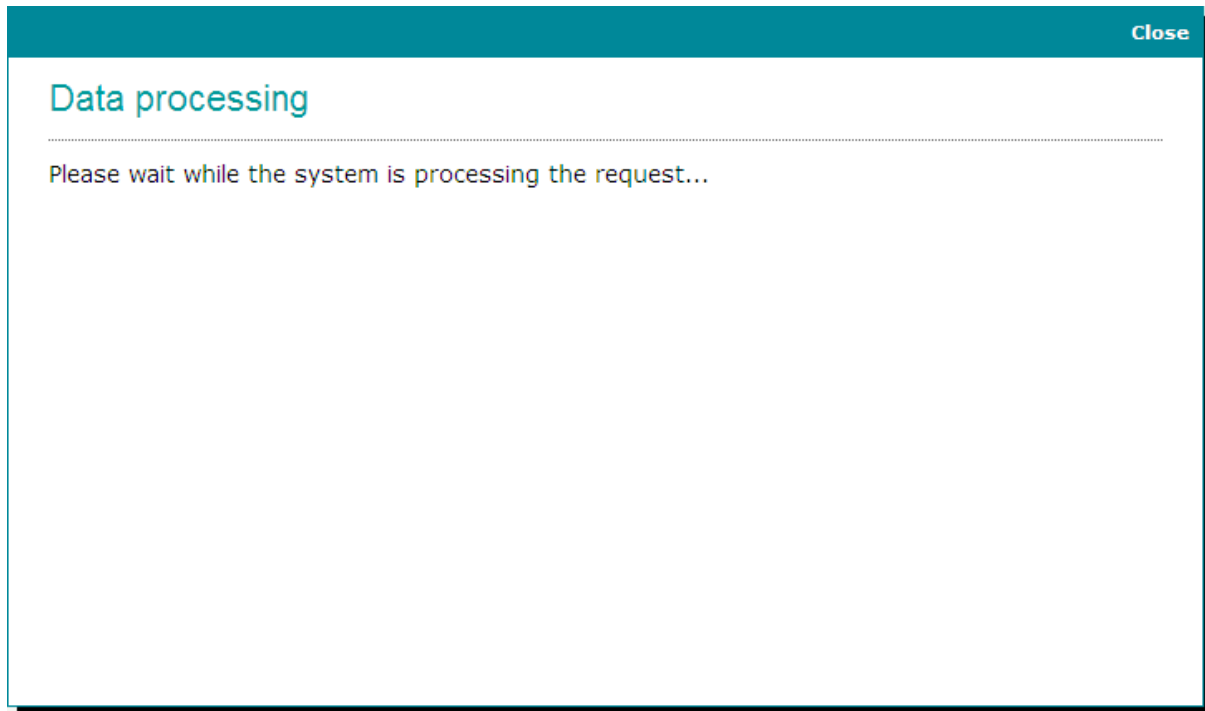 Close
Data processing
Please wait while the system is processing the request...